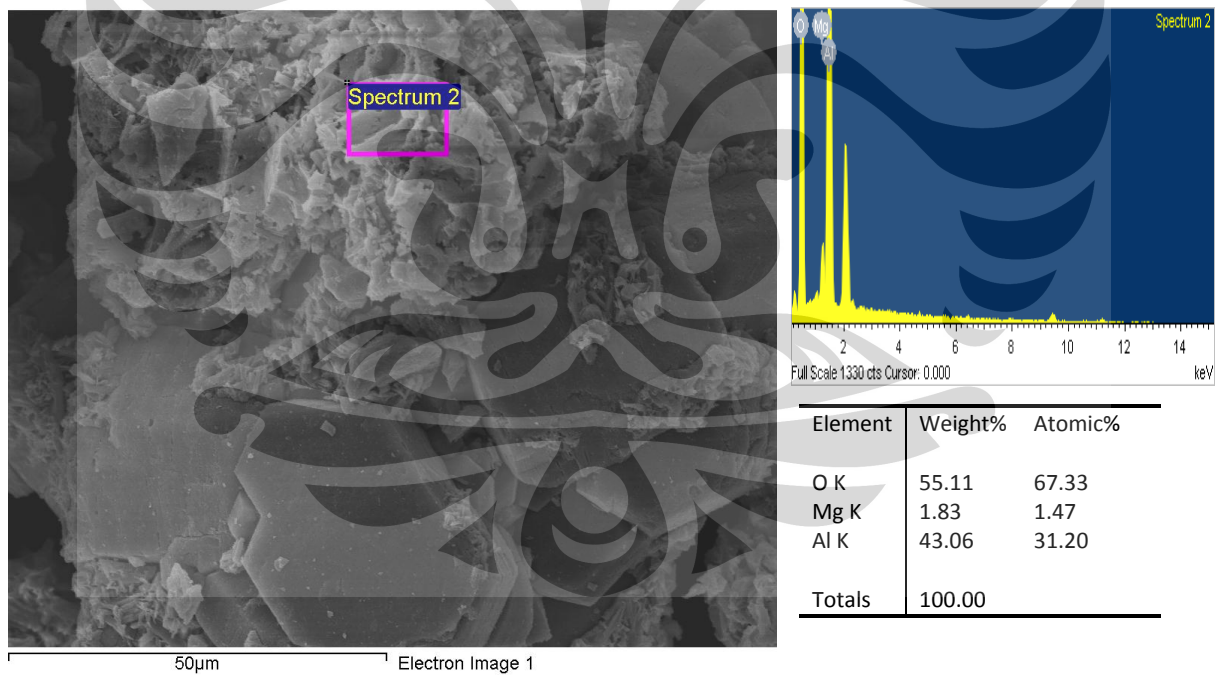 Spectrum 2
50µm
Electron Image 1
Spectrum 2
O
Mg
Al
2 4 6 8 10 12 14
Full Scale 1330 cts Cursor: 0.000
keV
Element Weight% Atomic%
O K 55.11 67.33
Mg K 1.83 1.47
Al K 43.06 31.20
Totals 100.00